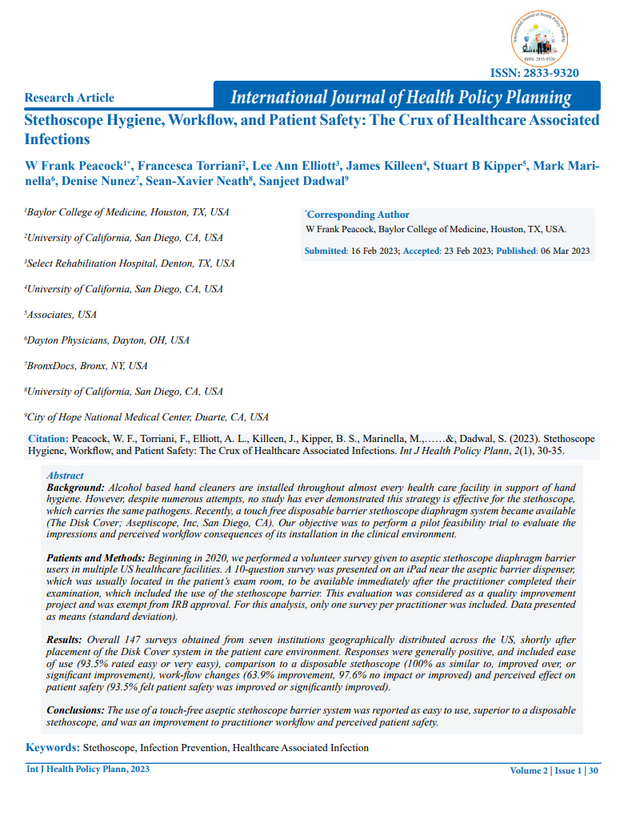 International Journal of Health Policy Planning
ISSN: 2833-9320
ISSN: 2833-9320
Research Article
International Journal of Health Policy Planning
Stethoscope Hygiene, Workflow, and Patient Safety: The Crux of Healthcare Associated
Infections
W Frank Peacock1*, Francesca Torriani2, Lee Ann Elliott3, James Killeen4, Stuart B Kipper5, Mark Mari-
nella6, Denise Nunez7, Sean-Xavier Neath8, Sanjeet Dadwal9
1Baylor College of Medicine, Houston, TX, USA
2University of California, San Diego, CA, USA
3Select Rehabilitation Hospital, Denton, TX, USA
4University of California, San Diego, CA, USA
5Associates, USA
6Dayton Physicians, Dayton, OH, USA
7BronxDocs, Bronx, NY, USA
8University of California, San Diego, CA, USA
9City of Hope National Medical Center, Duarte, CA, USA
*Corresponding Author
W Frank Peacock, Baylor College of Medicine, Houston, TX, USA.
Submitted: 16 Feb 2023; Accepted: 23 Feb 2023; Published: 06 Mar 2023
Citation: Peacock, W. F., Torriani, F., Elliott, A. L., Killeen, J., Kipper, B. S., Marinella, M.,……&, Dadwal, S. (2023). Stethoscope
Hygiene, Workflow, and Patient Safety: The Crux of Healthcare Associated Infections. Int J Health Policy Plann, 2(1), 30-35.
Abstract
Background: Alcohol based hand cleaners are installed throughout almost every health care facility in support of hand
hygiene. However, despite numerous attempts, no study has ever demonstrated this strategy is effective for the stethoscope,
which carries the same pathogens. Recently, a touch free disposable barrier stethoscope diaphragm system became available
(The Disk Cover; Aseptiscope, Inc, San Diego, CA). Our objective was to perform a pilot feasibility trial to evaluate the
impressions and perceived workflow consequences of its installation in the clinical environment.
Patients and Methods: Beginning in 2020, we performed a volunteer survey given to aseptic stethoscope diaphragm barrier
users in multiple US healthcare facilities. A 10-question survey was presented on an iPad near the aseptic barrier dispenser,
which was usually located in the patient's exam room, to be available immediately after the practitioner completed their
examination, which included the use of the stethoscope barrier. This evaluation was considered as a quality improvement
project and was exempt from IRB approval. For this analysis, only one survey per practitioner was included. Data presented
as means (standard deviation).
Results: Overall 147 surveys obtained from seven institutions geographically distributed across the US, shortly after
placement of the Disk Cover system in the patient care environment. Responses were generally positive, and included ease
of use (93.5% rated easy or very easy), comparison to a disposable stethoscope (100% as similar to, improved over, or
significant improvement), work-flow changes (63.9% improvement, 97.6% no impact or improved) and perceived effect on
patient safety (93.5% felt patient safety was improved or significantly improved).
Conclusions: The use of a touch-free aseptic stethoscope barrier system was reported as easy to use, superior to a disposable
stethoscope, and was an improvement to practitioner workflow and perceived patient safety.
Keywords: Stethoscope, Infection Prevention, Healthcare Associated Infection
Int J Health Policy Plann, 2023
Volume 2 | Issue 1 | 30